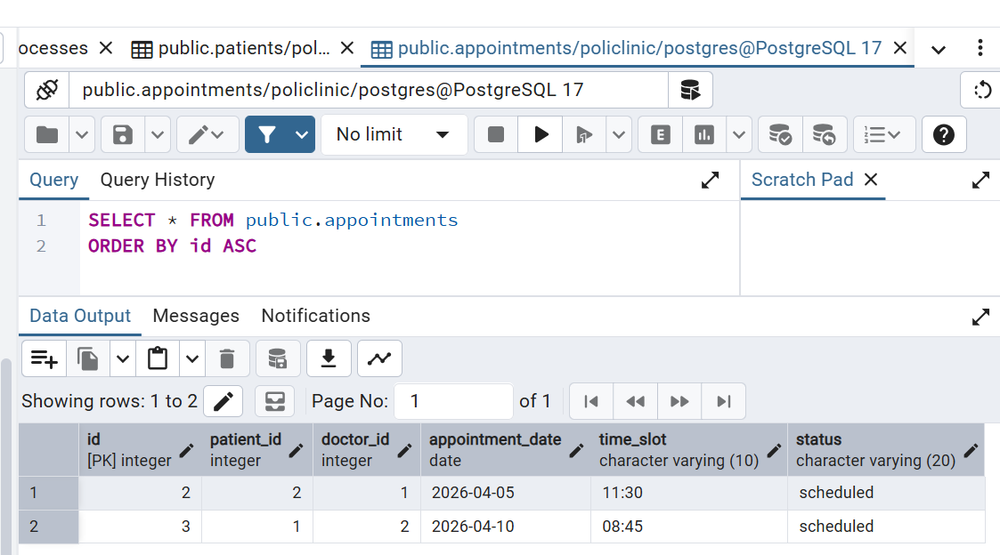 ocesses
public.patients/pol...
public.appointments/policlinic/postgres@PostgreSQL 17
public.appointments/policlinic/postgres@PostgreSQL 17
No limit
E
Query
Query History
Scratch Pad
1 SELECT * FROM public.appointments
2 ORDER BY id ASC
Data Output
Messages
Notifications
Showing rows: 1 to 2
Page No: 1 of 1
id patient_id doctor_id appointment_date time_slot status
[PK] integer integer integer date character varying (10) character varying (20)
1 2 2 1 2026-04-05 11:30 scheduled
2 3 1 2 2026-04-10 08:45 scheduled